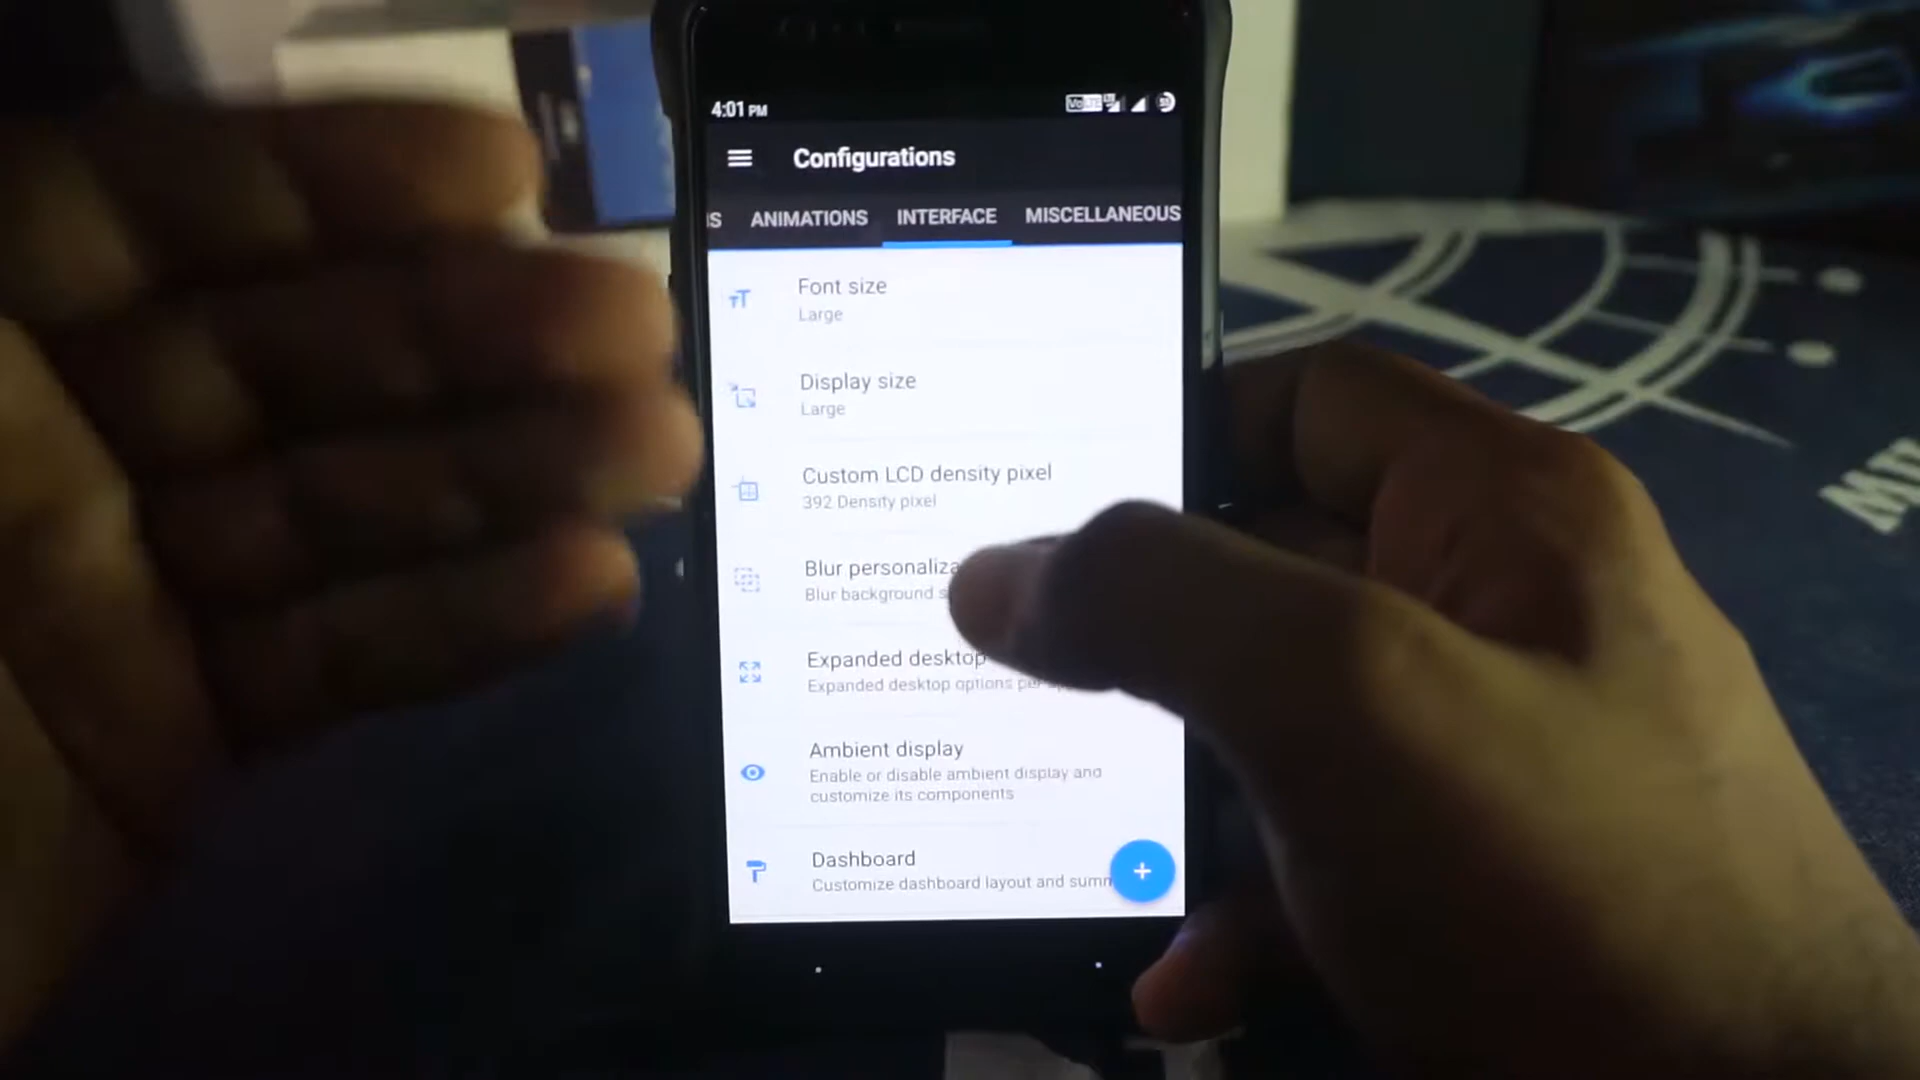 4:01 PM
Configurations
ANIMATIONS INTERFACE MISCELLANEOUS
Font size
Large
Display size
Large
Custom LCD density pixel
392 Density pixel
Blur
Blur background
Expanded desktop
Expanded desktop options
Ambient display
Enable or disable ambient display and
customize its components
Dashboard
Customize dashboard layout and